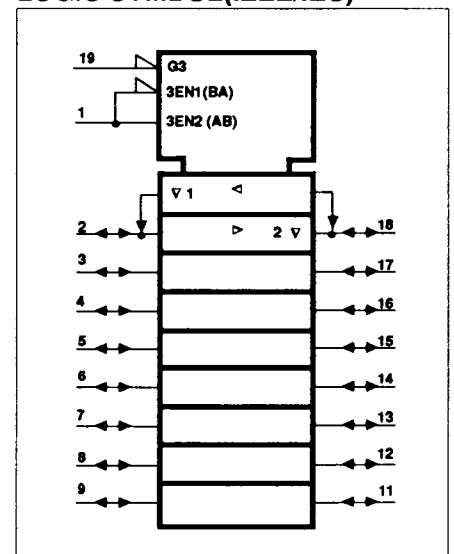 LOGIC SYMBOL(IEEE/IEC)
19 G3
3EN1 (BA)
1 3EN2 (AB)
1
2 2 18
3 17
4 16
5 15
6 14
7 13
8 12
9 11